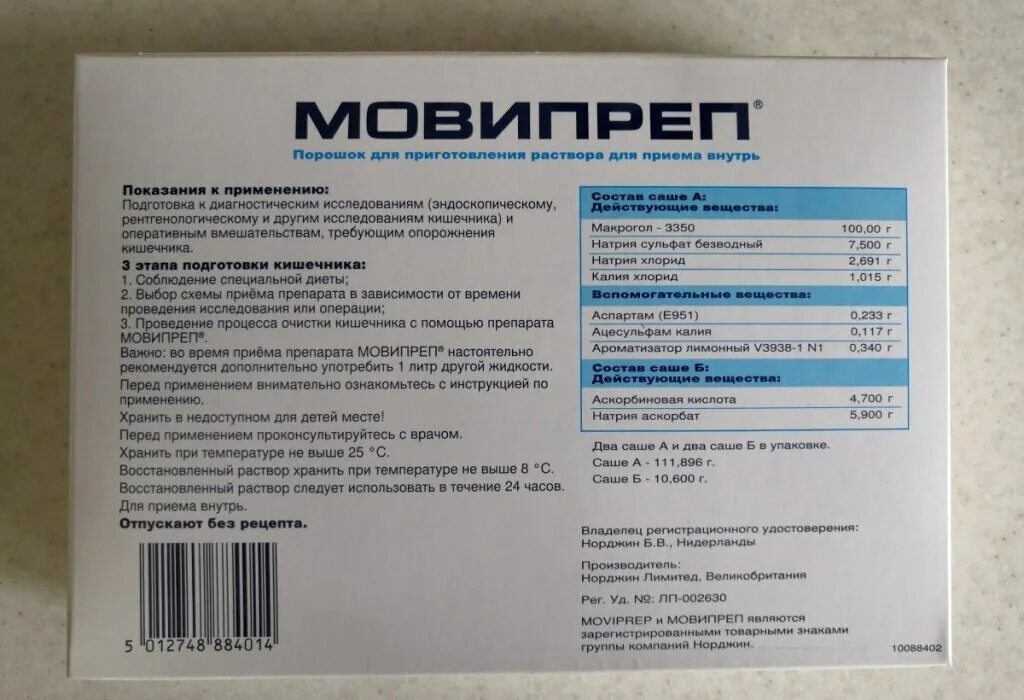 МОВИПРЕП®
Порошок для приготовления раствора для приема внутрь
Показания к применению:
Подготовка к диагностическим исследованиям (эндоскопическому,
рентгенологическому и другим исследованиям кишечника) и
оперативным вмешательствам, требующим опорожнения
кишечника.
3 этапа подготовки кишечника:
1. Соблюдение специальной диеты;
2. Выбор схемы приёма препарата в зависимости от времени
проведения исследования или операции;
3. Проведение процесса очистки кишечника с помощью препарата
МОВИПРЕП®.
Важно: во время приёма препарата МОВИПРЕП® настоятельно
рекомендуется дополнительно употребить 1 литр другой жидкости.
Перед применением внимательно ознакомьтесь с инструкцией по
применению.
Хранить в недоступном для детей месте!
Перед применением проконсультируйтесь с врачом.
Хранить при температуре не выше 25 °C.
Восстановленный раствор хранить при температуре не выше 8 °C.
Восстановленный раствор следует использовать в течение 24 часов.
Для приема внутрь.
Отпускают без рецепта.
5 012748 884014
Состав саше А:
Действующие вещества:
Макрогол - 3350 100,00 г
Натрия сульфат безводный 7,500 г
Натрия хлорид 2,691 г
Калия хлорид 1,015 г
Вспомогательные вещества:
Аспартам (E951) 0,233 г
Ацесульфам калия 0,117 г
Ароматизатор лимонный V3938-1 N1 0,340 г
Состав саше Б:
Действующие вещества:
Аскорбиновая кислота 4,700 г
Натрия аскорбат 5,900 г
Два саше А и два саше Б в упаковке.
Саше А - 111,896 г.
Саше Б - 10,600 г.
Владелец регистрационного удостоверения:
Норджин Б.В., Нидерланды
Производитель:
Норджин Лимитед, Великобритания
Рег. Уд. №: ЛП-002630
MOVIPREP и МОВИПРЕП являются
зарегистрированными товарными знаками
группы компаний Норджин.
10088402